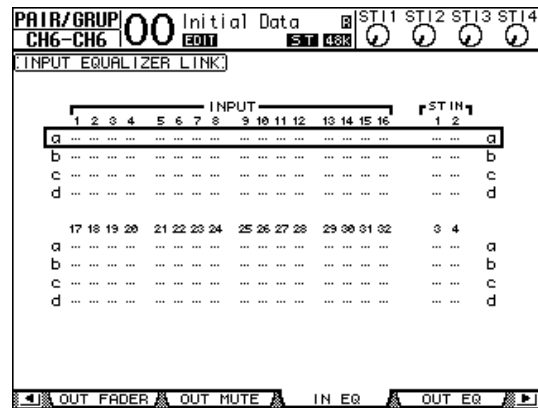 PAIR/GRUP 00 Initial Data R STI1 STI2 STI3 STI4
CH6-CH6 EDIT ST 48K
INPUT EQUALIZER LINK
INPUT ST IN
1 2 3 4 5 6 7 8 9 10 11 12 13 14 15 16 1 2
a a
b b
c c
d d
17 18 19 20 21 22 23 24 25 26 27 28 29 30 31 32 3 4
a a
b b
c c
d d
OUT FADER OUT MUTE IN EQ OUT EQ